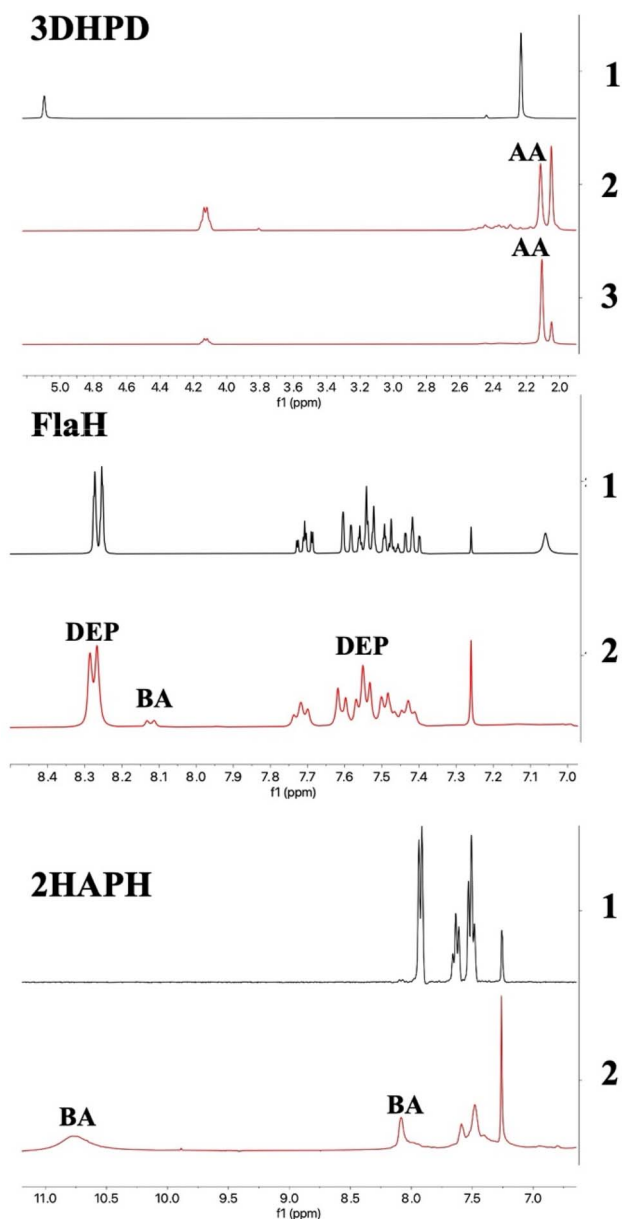 3DHPD
1
AA
2
AA
3
5.0 4.8 4.6 4.4 4.2 4.0 3.8 3.6 3.4 3.2 3.0 2.8 2.6 2.4 2.2 2.0
f1 (ppm)
FlaH
1
DEP DEP
2
BA
8.4 8.3 8.2 8.1 8.0 7.9 7.8 7.7 7.6 7.5 7.4 7.3 7.2 7.1 7.0
f1 (ppm)
2HAPH
1
2
BA BA
11.0 10.5 10.0 9.5 9.0 8.5 8.0 7.5 7.0
f1 (ppm)